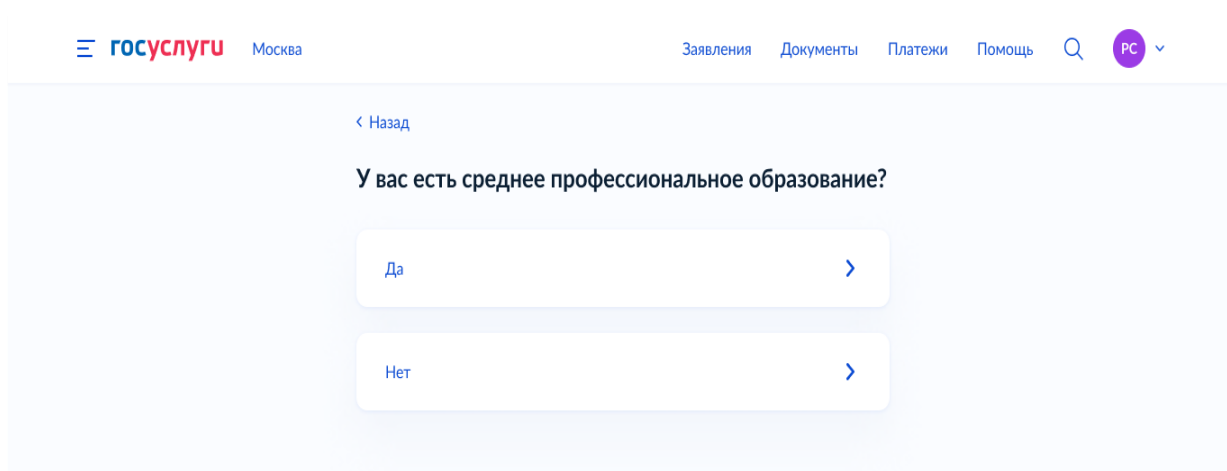 госуслуги Москва Заявления Документы Платежи Помощь РС
Назад
У вас есть среднее профессиональное образование?
Да
Нет